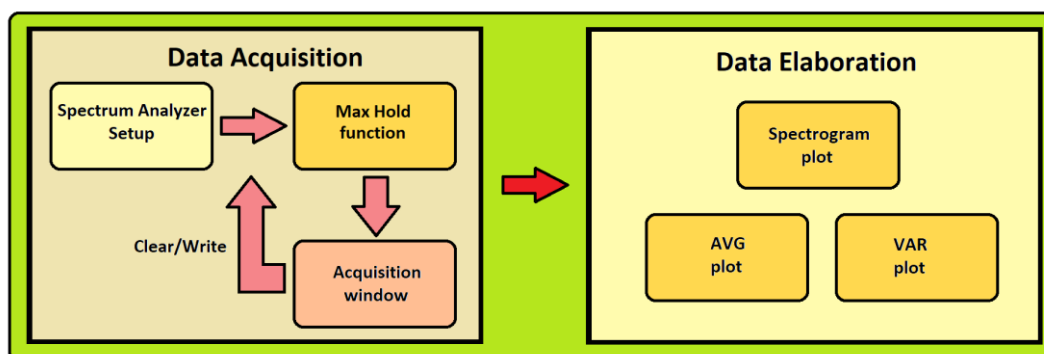 Data Acquisition
Spectrum Analyzer
Setup
Max Hold
function
Clear/Write
Acquisition
window
Data Elaboration
Spectrogram
plot
AVG
plot
VAR
plot